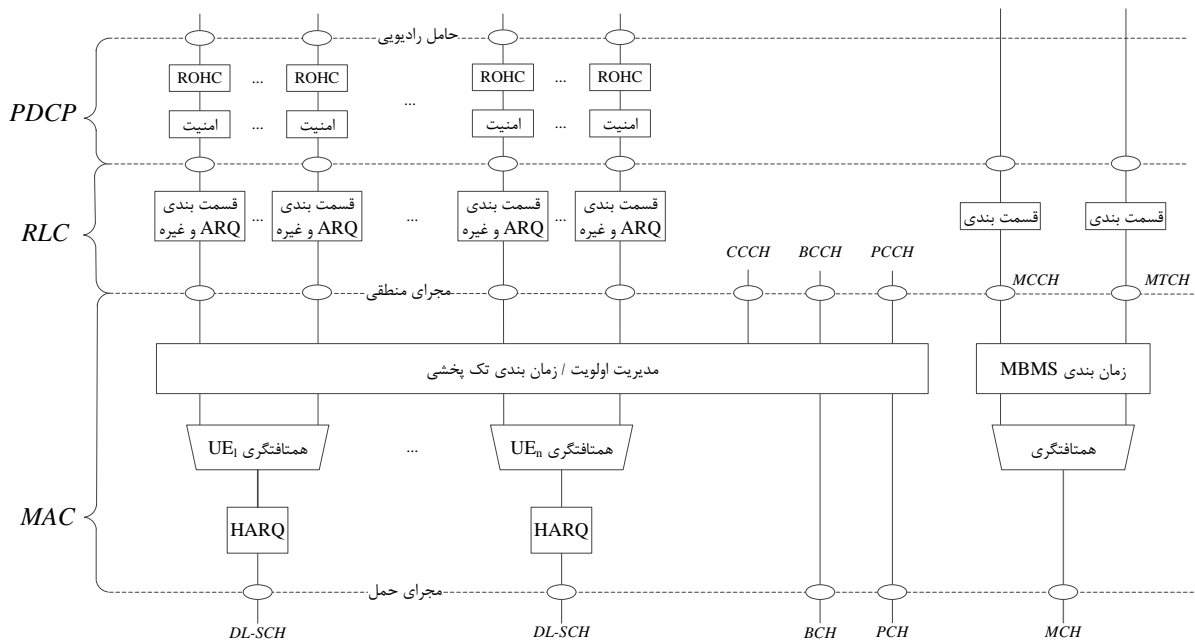 حامل رادیویی
ROHC
...
ROHC
...
ROHC
...
ROHC
PDCP
امنیت
...
امنیت
امنیت
...
امنیت
قسمت بندی
ARQ و غیره
...
قسمت بندی
ARQ و غیره
...
قسمت بندی
ARQ و غیره
...
قسمت بندی
ARQ و غیره
قسمت بندی
قسمت بندی
RLC
CCCH
BCCH
PCCH
مجرای منطقی
MCCH
MTCH
مدیریت اولویت / زمان بندی تک پخشی
زمان بندی MBMS
همتافتگری UE1
...
همتافتگری UEn
همتافتگری
MAC
HARQ
HARQ
مجرای حمل
DL-SCH
DL-SCH
BCH
PCH
MCH